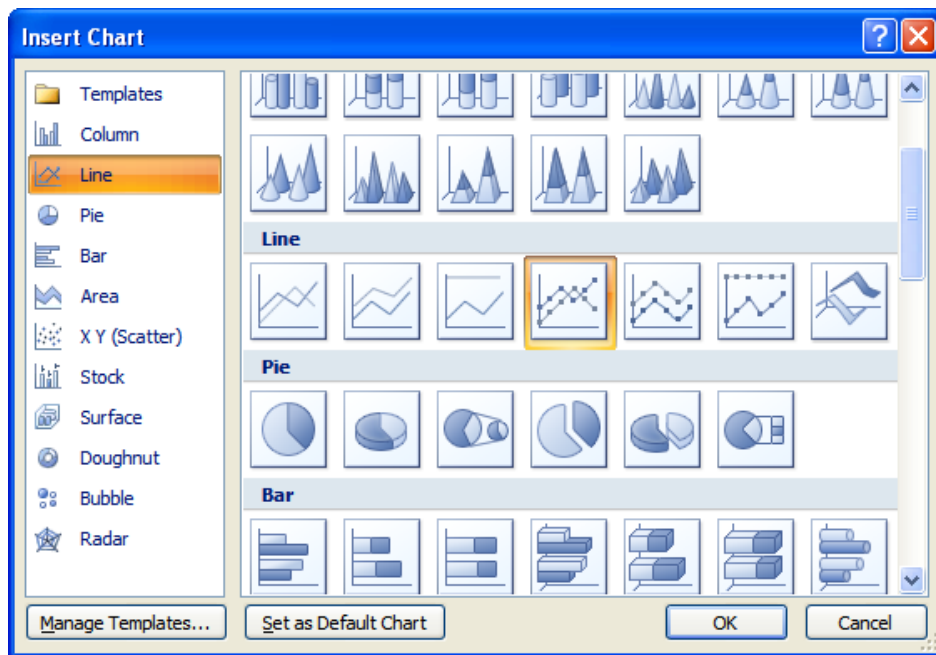 Insert Chart
?
Templates
Column
Line
Pie
Bar
Area
X Y (Scatter)
Stock
Surface
Doughnut
Bubble
Radar
Line
Pie
Bar
Manage Templates...
Set as Default Chart
OK
Cancel